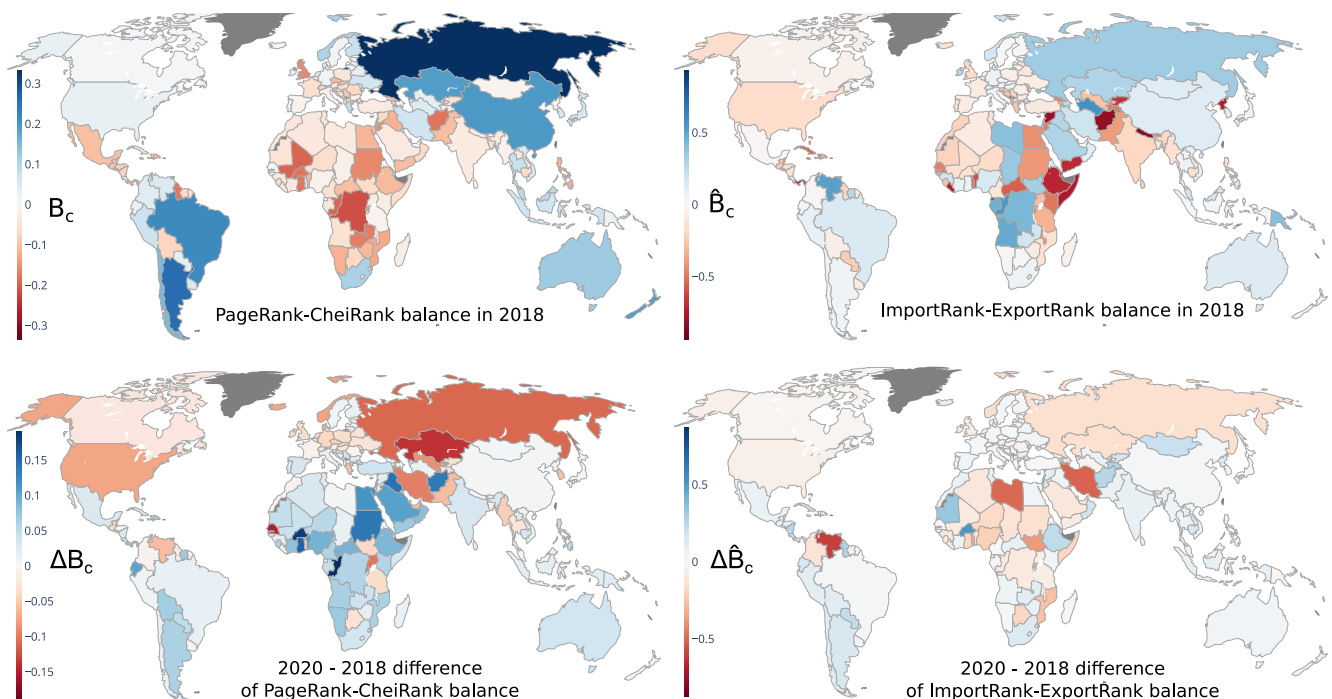 0.3
0.2
0.1
0
−0.1
−0.2
−0.3
B_c
PageRank-CheiRank balance in 2018
0.5
0
−0.5
B̂_c
ImportRank-ExportRank balance in 2018
0.15
0.1
0.05
0
−0.05
−0.1
−0.15
ΔB_c
2020 - 2018 difference
of PageRank-CheiRank balance
0.5
0
−0.5
ΔB̂_c
2020 - 2018 difference
of ImportRank-ExportRank balance